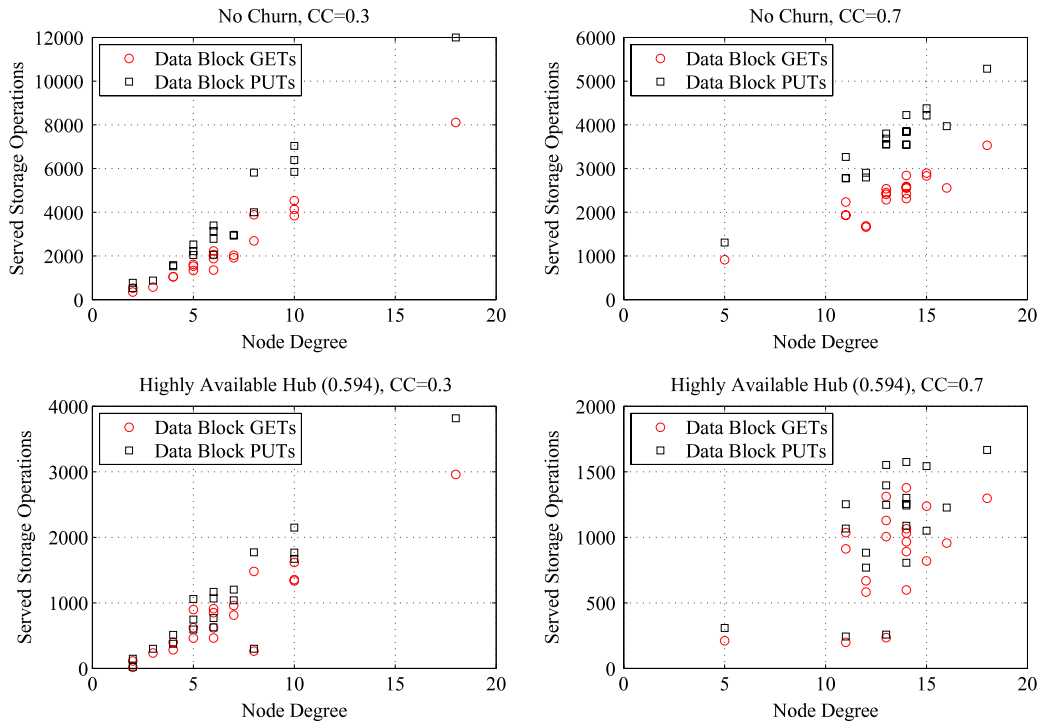 No Churn, CC=0.3
12000
10000
8000
6000
4000
2000
0
Served Storage Operations
Data Block GETs
Data Block PUTs
0
5
10
15
20
Node Degree
No Churn, CC=0.7
6000
5000
4000
3000
2000
1000
0
Served Storage Operations
Data Block GETs
Data Block PUTs
0
5
10
15
20
Node Degree
Highly Available Hub (0.594), CC=0.3
4000
3000
2000
1000
0
Served Storage Operations
Data Block GETs
Data Block PUTs
0
5
10
15
20
Node Degree
Highly Available Hub (0.594), CC=0.7
2000
1500
1000
500
0
Served Storage Operations
Data Block GETs
Data Block PUTs
0
5
10
15
20
Node Degree